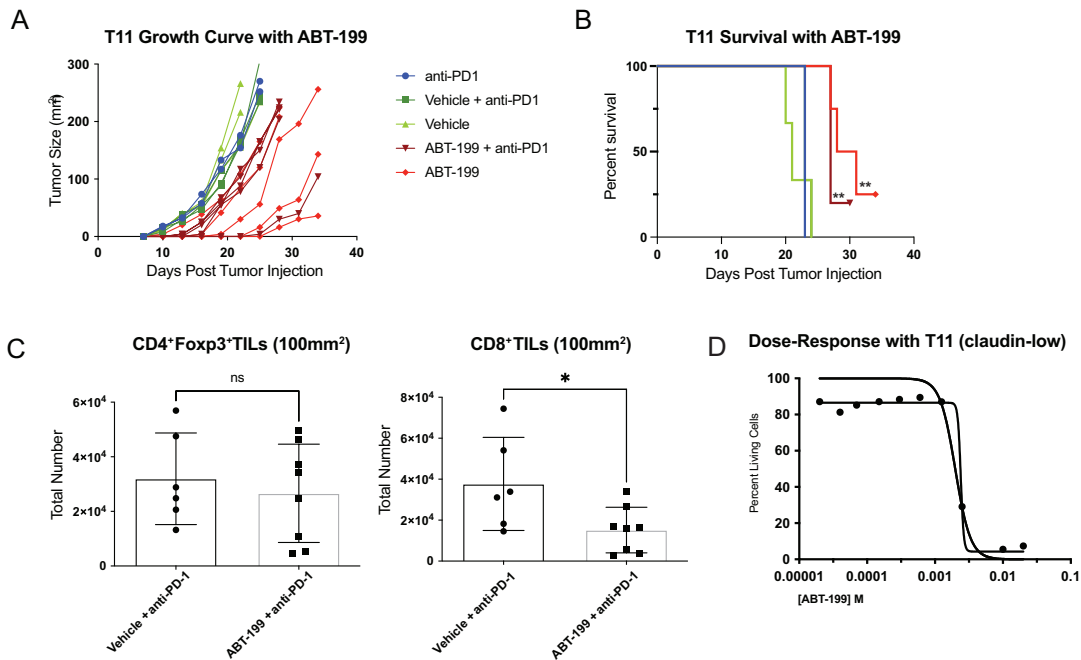 A
T11 Growth Curve with ABT-199
Tumor Size (mm²)
300
200
100
0
0 10 20 30 40
Days Post Tumor Injection
anti-PD1
Vehicle + anti-PD1
Vehicle
ABT-199 + anti-PD1
ABT-199
B
T11 Survival with ABT-199
Percent survival
100
50
0
**
**
0 10 20 30 40
Days Post Tumor Injection
C
CD4⁺Foxp3⁺TILs (100mm²)
ns
Total Number
6×10⁴
4×10⁴
2×10⁴
0
Vehicle + anti-PD-1
ABT-199 + anti-PD-1
CD8⁺TILs (100mm²)
*
Total Number
8×10⁴
6×10⁴
4×10⁴
2×10⁴
0
Vehicle + anti-PD-1
ABT-199 + anti-PD-1
D
Dose-Response with T11 (claudin-low)
Percent Living Cells
100
80
60
40
20
0
0.00001 0.0001 0.001 0.01 0.1
[ABT-199] M